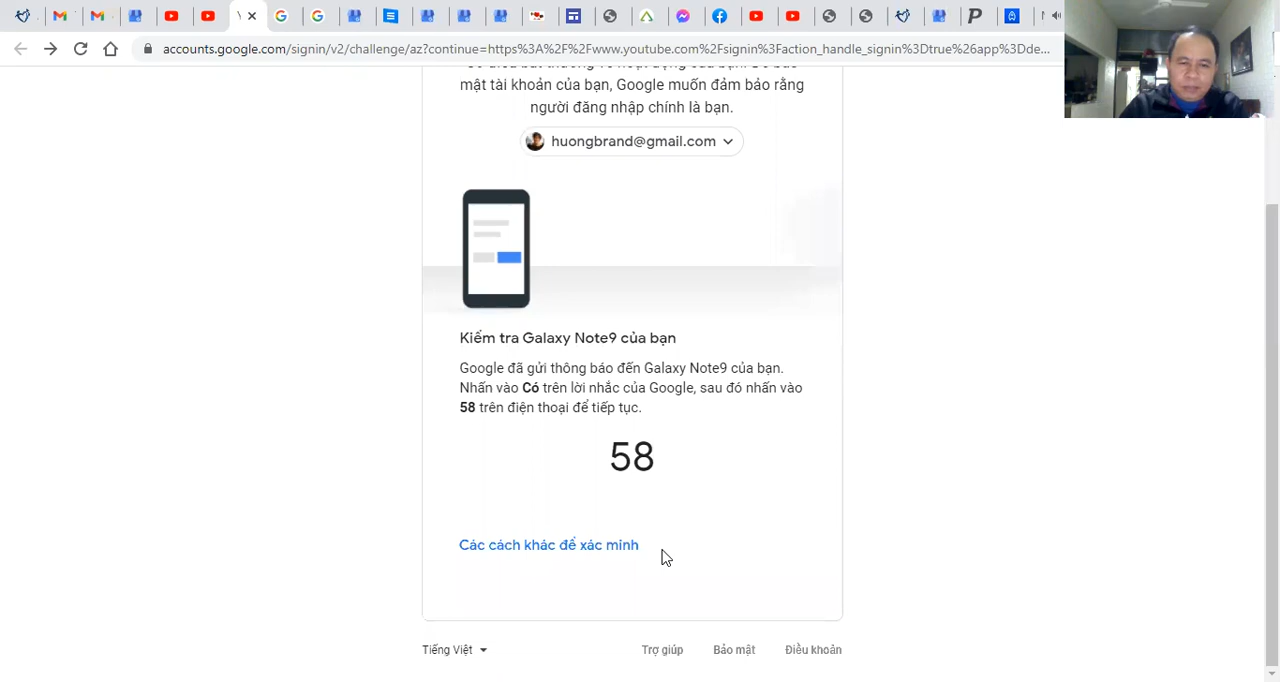 accounts.google.com/signin/v2/challenge/az?continue=https%3A%2F%2Fwww.youtube.com%2Fsignin%3Faction_handle_signin%3Dtrue%26app%3Dde...
mật tài khoản của bạn, Google muốn đảm bảo rằng
người đăng nhập chính là bạn.
huongbrand@gmail.com
Kiểm tra Galaxy Note9 của bạn
Google đã gửi thông báo đến Galaxy Note9 của bạn.
Nhấn vào Có trên lời nhắc của Google, sau đó nhấn vào
58 trên điện thoại để tiếp tục.
58
Các cách khác để xác minh
Tiếng Việt Trợ giúp Bảo mật Điều khoản